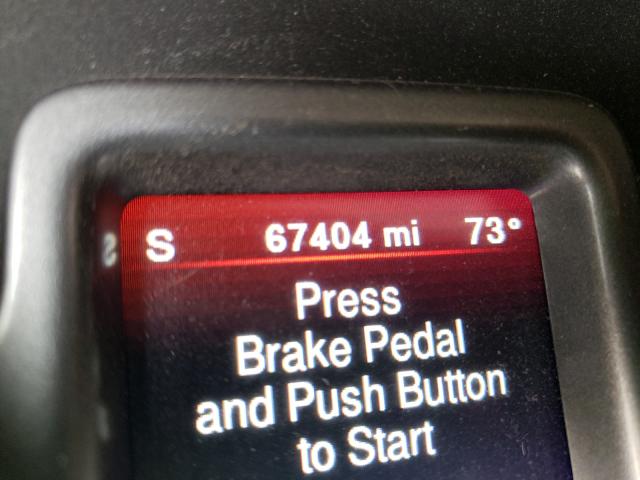 S 67404 mi 73°
Press
Brake Pedal
and Push Button
to Start